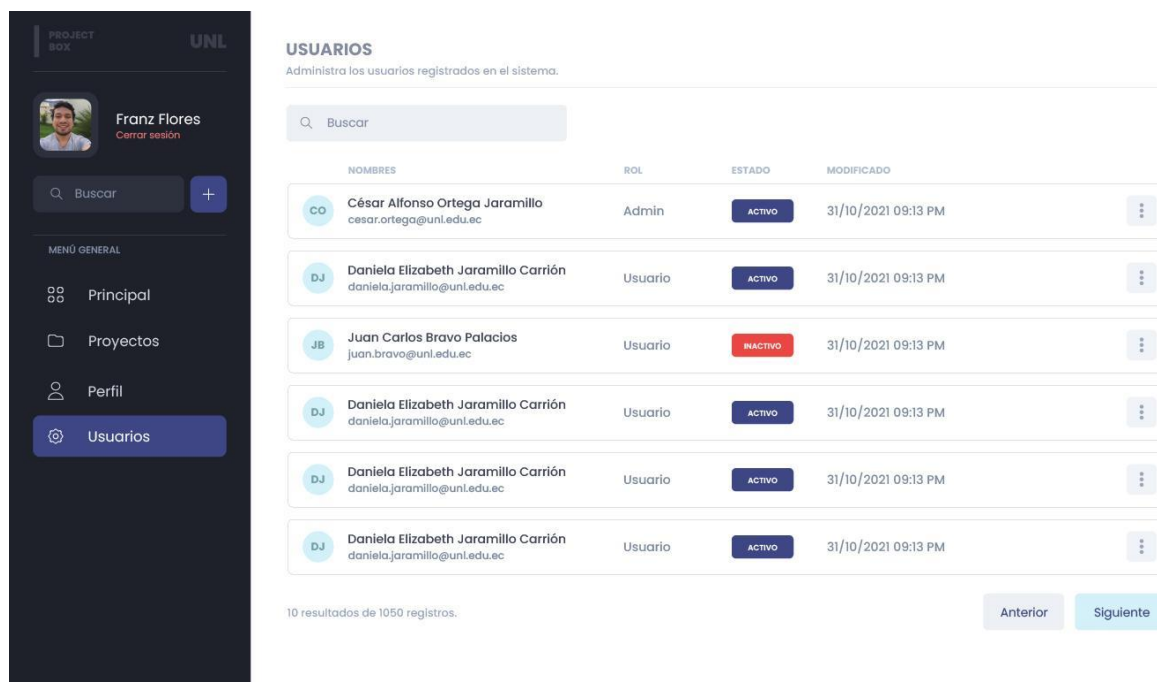 PROJECT
BOX
UNL
Franz Flores
Cerrar sesión
Buscar
+
MENÚ GENERAL
Principal
Proyectos
Perfil
Usuarios
USUARIOS
Administra los usuarios registrados en el sistema.
Buscar
NOMBRES ROL ESTADO MODIFICADO
CO César Alfonso Ortega Jaramillo Admin ACTIVO 31/10/2021 09:13 PM
cesar.ortega@unl.edu.ec
DJ Daniela Elizabeth Jaramillo Carrión Usuario ACTIVO 31/10/2021 09:13 PM
daniela.jaramillo@unl.edu.ec
JB Juan Carlos Bravo Palacios Usuario INACTIVO 31/10/2021 09:13 PM
juan.bravo@unl.edu.ec
DJ Daniela Elizabeth Jaramillo Carrión Usuario ACTIVO 31/10/2021 09:13 PM
daniela.jaramillo@unl.edu.ec
DJ Daniela Elizabeth Jaramillo Carrión Usuario ACTIVO 31/10/2021 09:13 PM
daniela.jaramillo@unl.edu.ec
DJ Daniela Elizabeth Jaramillo Carrión Usuario ACTIVO 31/10/2021 09:13 PM
daniela.jaramillo@unl.edu.ec
10 resultados de 1050 registros.
Anterior Siguiente